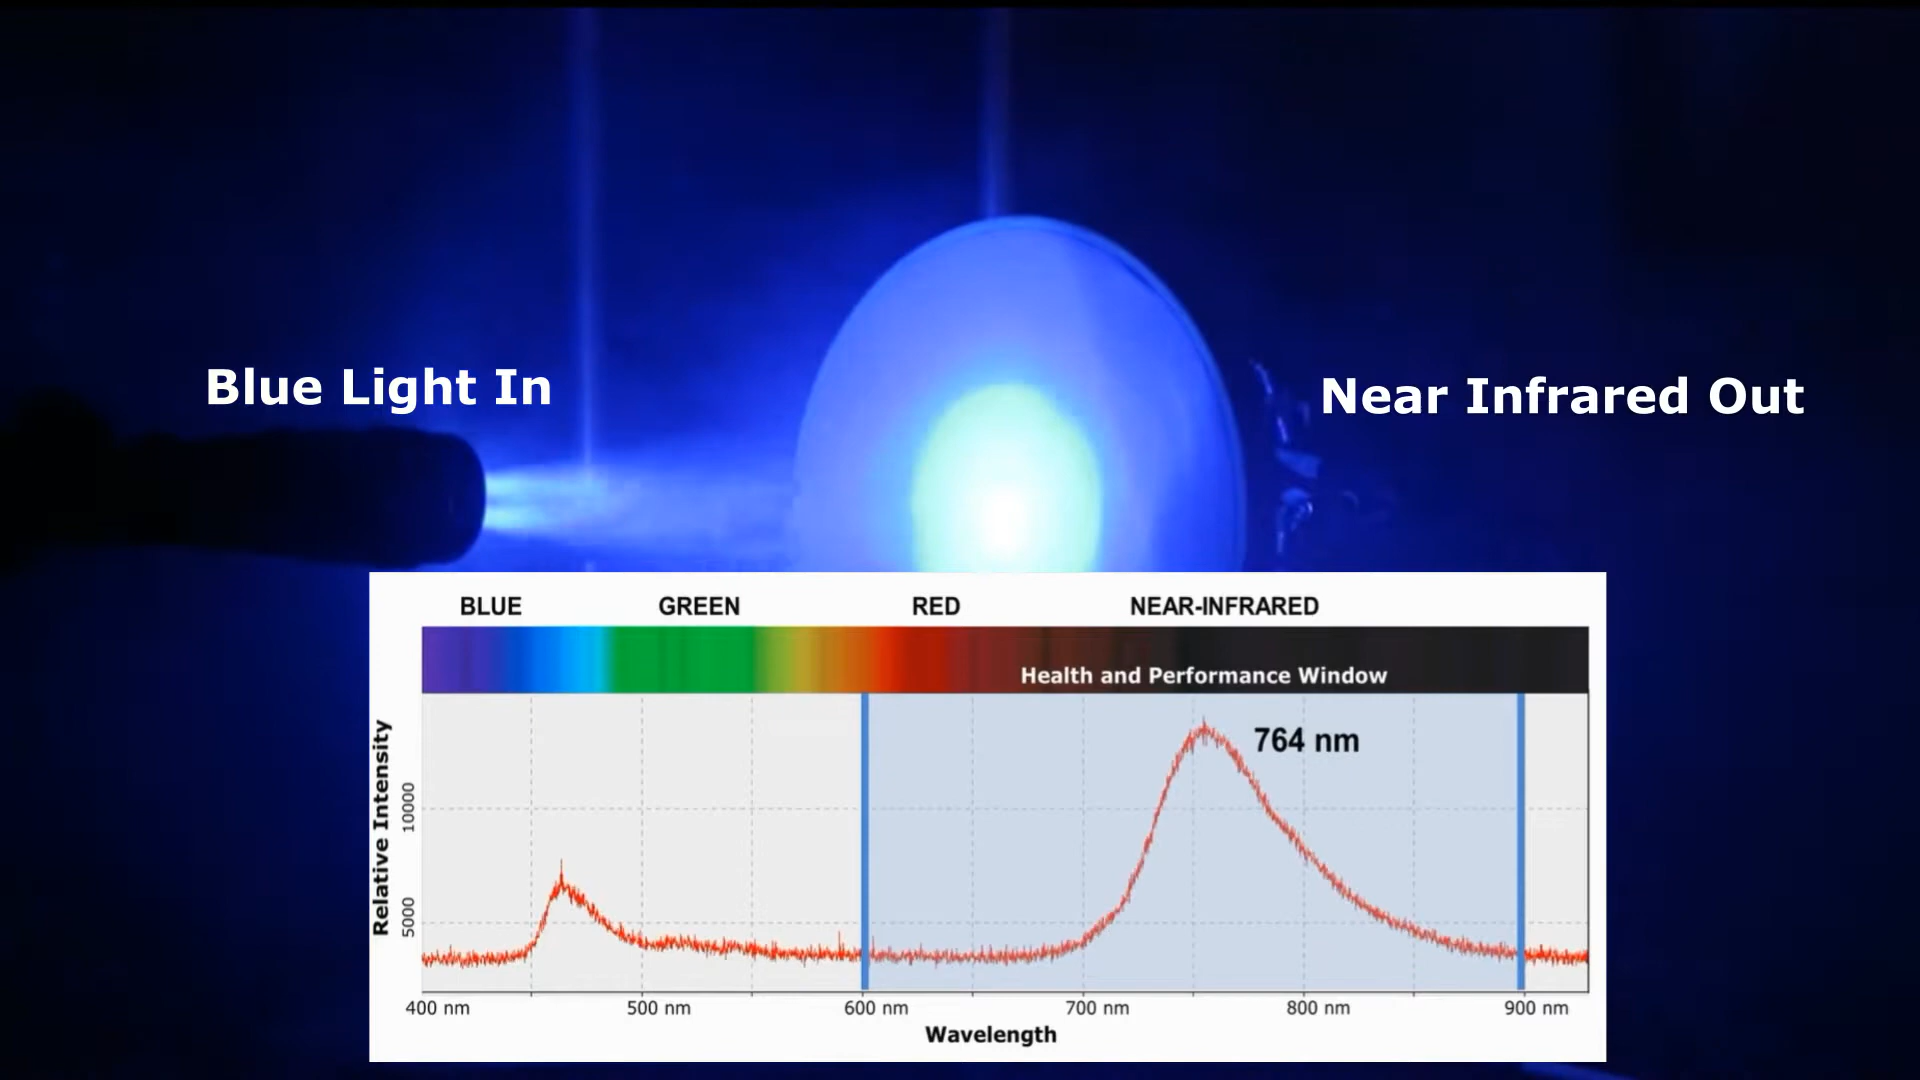 Blue Light In
Near Infrared Out
BLUE GREEN RED NEAR-INFRARED
Health and Performance Window
764 nm
Relative Intensity
10000
5000
400 nm 500 nm 600 nm 700 nm 800 nm 900 nm
Wavelength